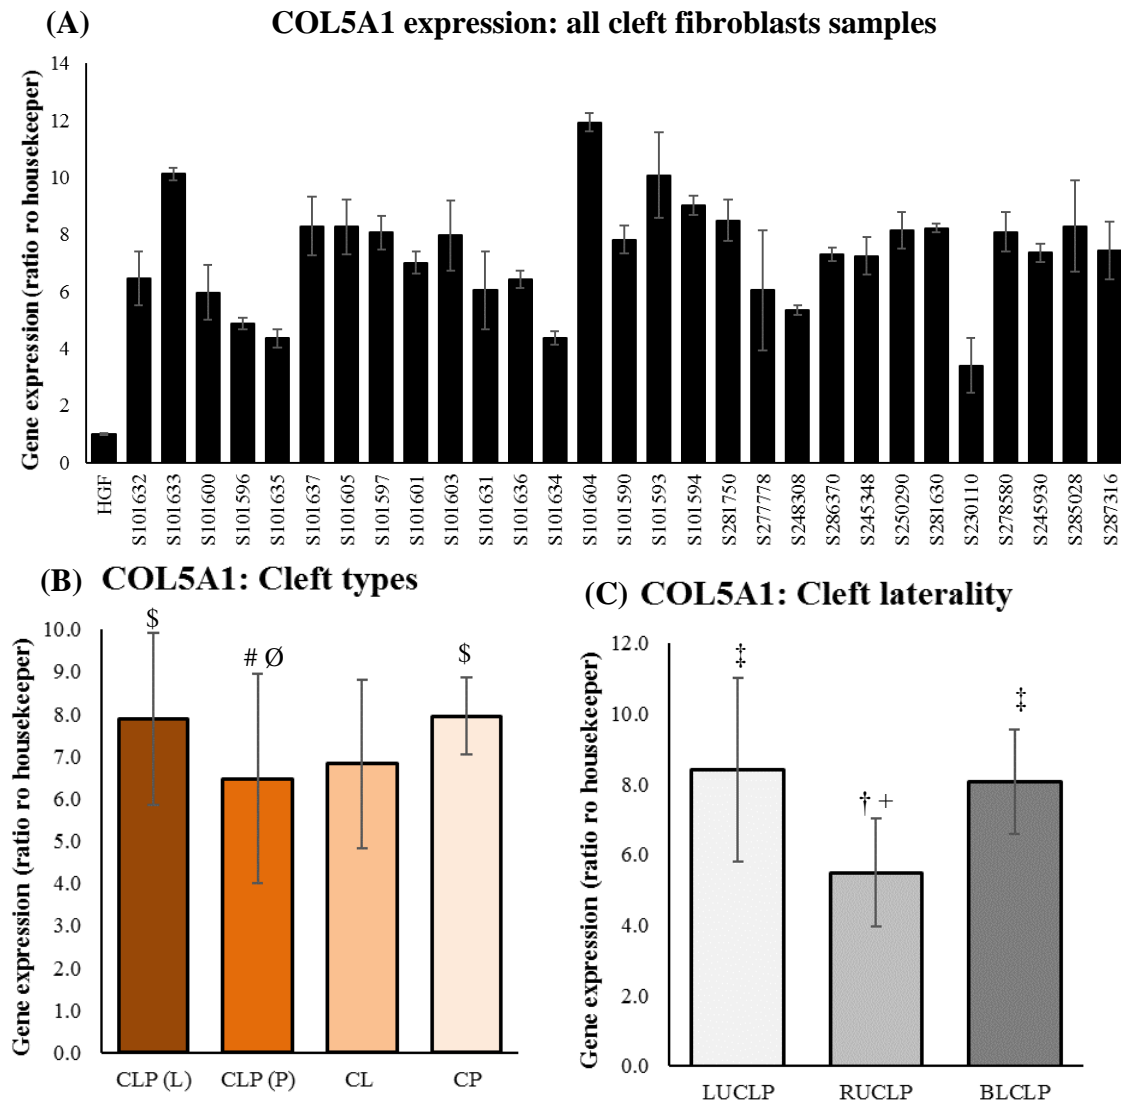 (A) COL5A1 expression: all cleft fibroblasts samples
Gene expression (ratio ro housekeeper)
14
12
10
8
6
4
2
0
HGF
S101632
S101633
S101600
S101596
S101635
S101637
S101605
S101597
S101601
S101603
S101631
S101636
S101634
S101604
S101590
S101593
S101594
S281750
S277778
S248308
S286370
S245348
S250290
S281630
S230110
S278580
S245930
S285028
S287316
(B) COL5A1: Cleft types
Gene expression (ratio ro housekeeper)
10.0
9.0
8.0
7.0
6.0
5.0
4.0
3.0
2.0
1.0
0.0
$
# Ø
$
CLP (L)
CLP (P)
CL
CP
(C) COL5A1: Cleft laterality
Gene expression (ratio ro housekeeper)
12.0
10.0
8.0
6.0
4.0
2.0
0.0
‡
† +
‡
LUCLP
RUCLP
BLCLP